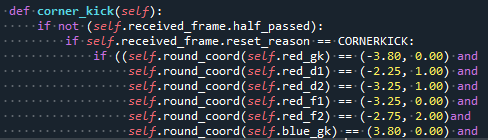 def corner_kick(self):
if not (self.received_frame.half_passed):
if self.received_frame.reset_reason == CORNERKICK:
if ((self.round_coord(self.red_gk) == (-3.80, 0.00) and
(self.round_coord(self.red_d1) == (-2.25, 1.00) and
(self.round_coord(self.red_d2) == (-3.25, 1.00) and
(self.round_coord(self.red_f1) == (-3.25, 0.00) and
(self.round_coord(self.red_f2) == (-2.75, 2.00)and
(self.round_coord(self.blue_gk) == (3.80, 0.00) and